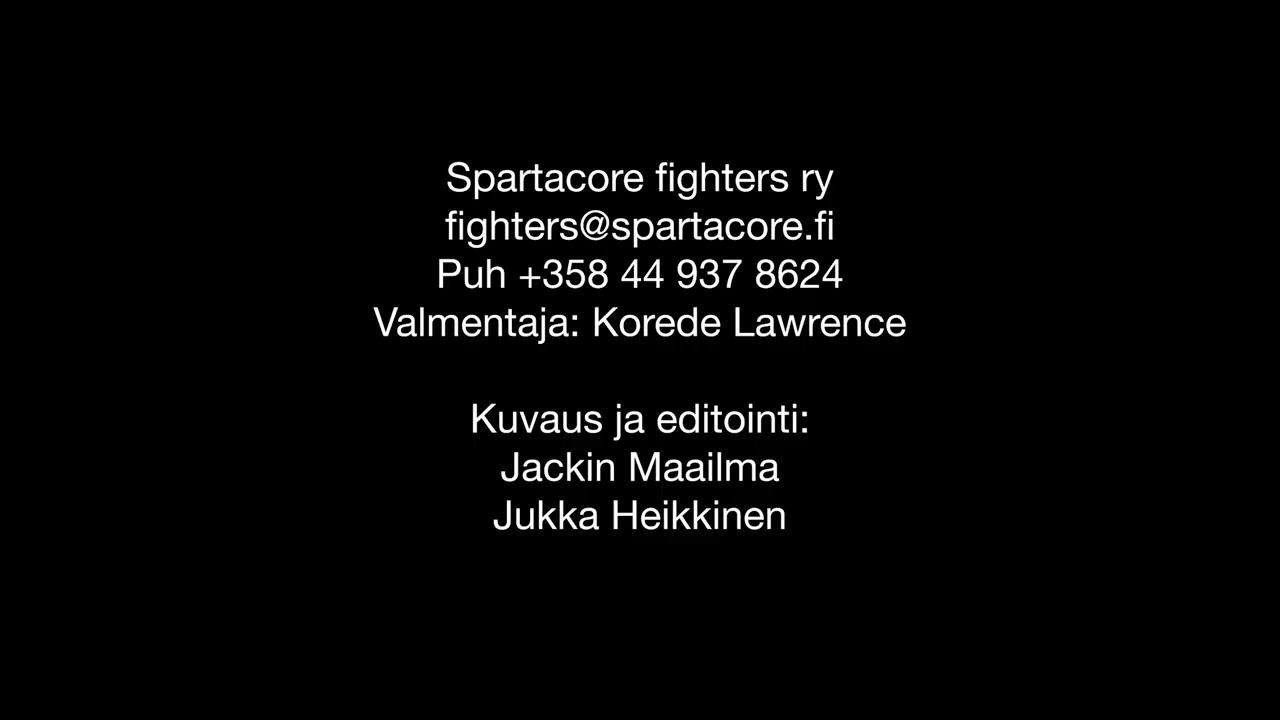 Spartacore fighters ry
fighters@spartacore.fi
Puh +358 44 937 8624
Valmentaja: Korede Lawrence
Kuvaus ja editointi:
Jackin Maailma
Jukka Heikkinen